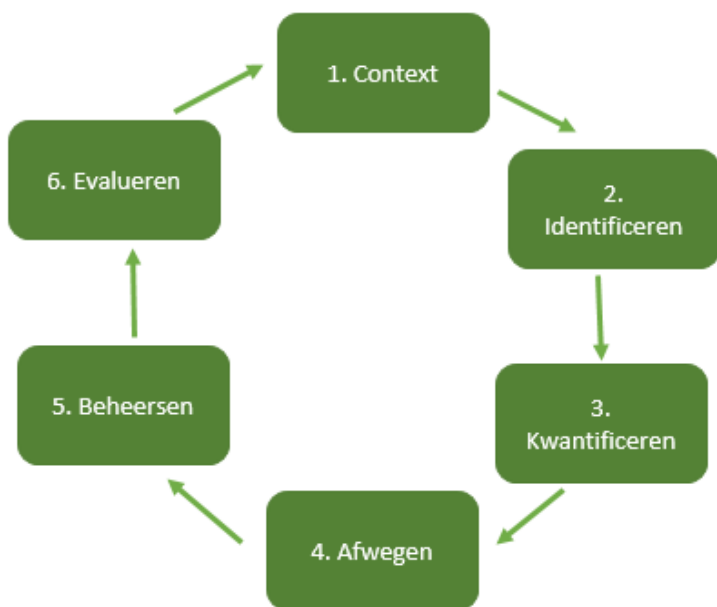 1. Context
2.
Identificeren
3.
Kwantificeren
4. Afwegen
5. Beheersen
6. Evalueren